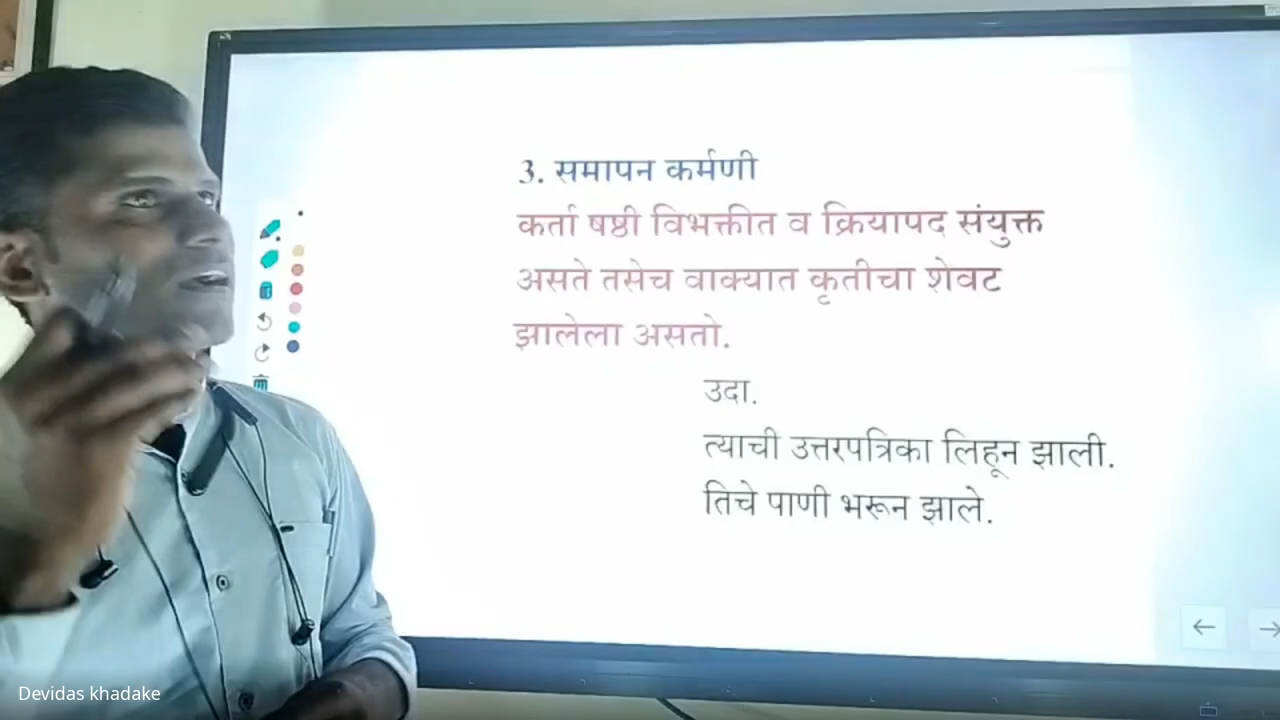 3. समापन कर्मणी
कर्ता षष्ठी विभक्तीत व क्रियापद संयुक्त
असते तसेच वाक्यात कृतीचा शेवट
झालेला असतो.
उदा.
त्याची उत्तरपत्रिका लिहून झाली.
तिचे पाणी भरून झाले.
Devidas khadake